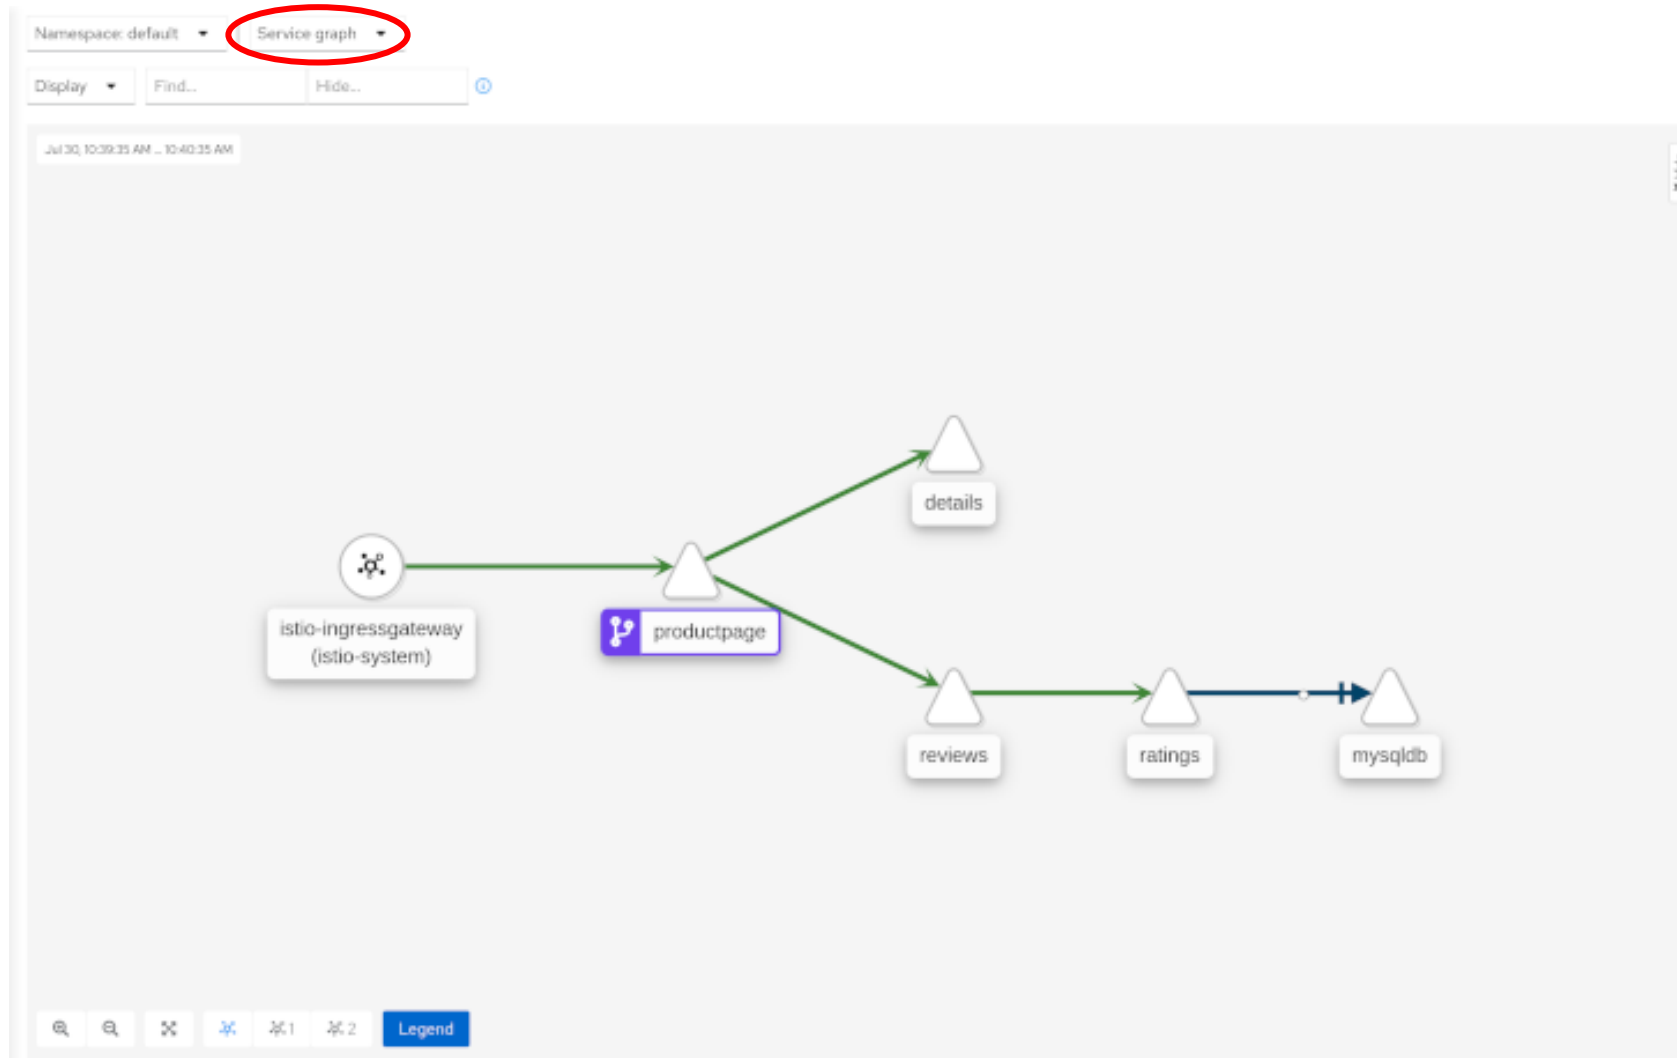 Namespace: default
Service graph
Display
Find...
Hide...
Jul 30, 10:39:35 AM ... 10:40:35 AM
details
istio-ingressgateway
(istio-system)
productpage
reviews
ratings
mysqldb
1
2
Legend